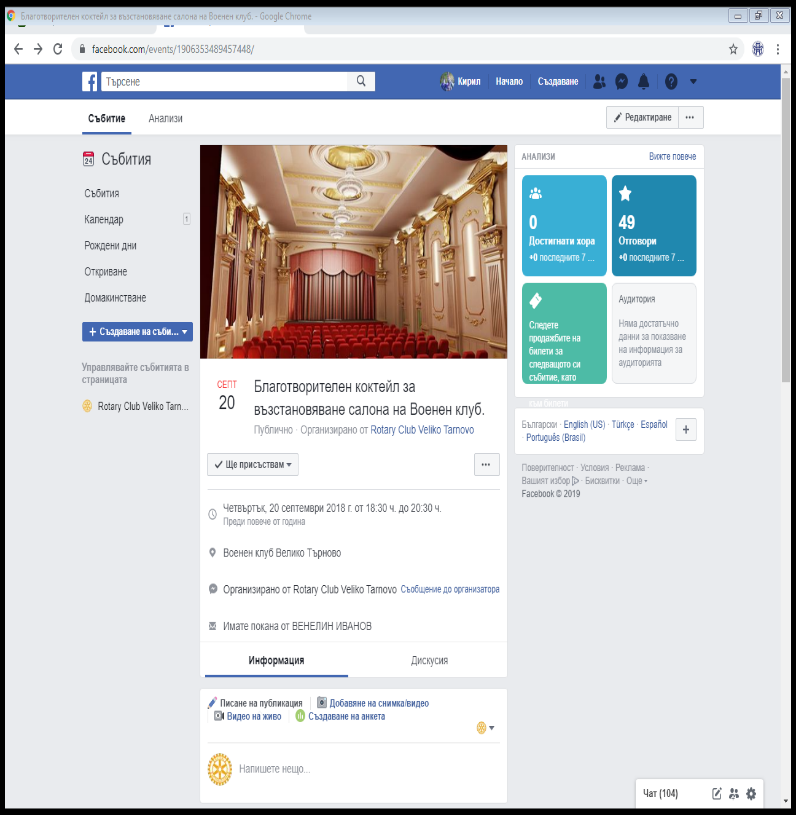 Благотворителен коктейл за възстановяване салона на Военен клуб. - Google Chrome
facebook.com/events/1906353489457448/
Търсене
Кирил Начало Създаване
Събитие Анализи
Редактиране
24 Събития
Събития
Календар 1
Рождени дни
Откриване
Домакинстване
+ Създаване на съби...
Управлявайте събитията в
страницата
Rotary Club Veliko Tarn...
СЕПТ
20
Благотворителен коктейл за
възстановяване салона на Военен клуб.
Публично · Организирано от Rotary Club Veliko Tarnovo
Ще присъствам
Четвъртък, 20 септември 2018 г. от 18:30 ч. до 20:30 ч.
Преди повече от година
Военен клуб Велико Търново
Организирано от Rotary Club Veliko Tarnovo Съобщение до организатора
Имате покана от ВЕНЕЛИН ИВАНОВ
Информация Дискусия
Писане на публикация Добавяне на снимка/видео
Видео на живо Създаване на анкета
Напишете нещо...
АНАЛИЗИ Вижте повече
0
Достигнати хора
+0 последните 7 ...
49
Отговори
+0 последните 7 ...
Следете
продажбите на
билети за
следващото си
събитие, като
Аудитория
Няма достатъчно
данни за показване
на информация за
аудиторията
Български · English (US) · Türkçe · Español
· Português (Brasil)
+
Поверителност · Условия · Реклама ·
Вашият избор · Бисквитки · Още
Facebook © 2019
Чат (104)